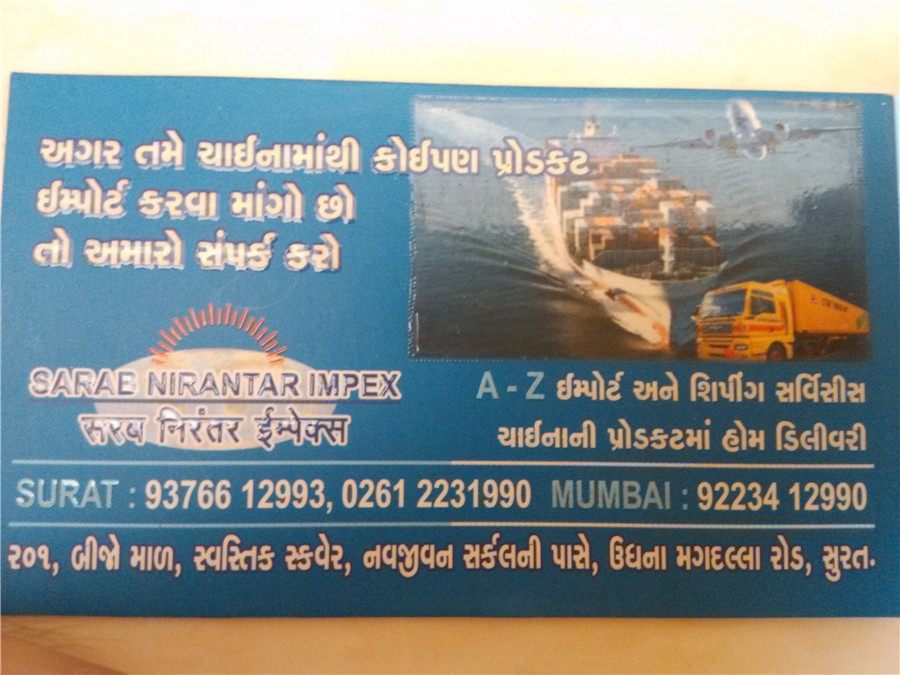 અગર તમે ચાઈનામાંથી કોઈપણ પ્રોડકેટ
ઈમ્પોર્ટ કરવા માંગો છો
તો અમારો સંપર્ક કરો
SARAB NIRANTAR IMPEX
सरब निरंतर ईम्पेक्स
A - Z ઈમ્પોર્ટ અને શિપીંગ સર્વિસીસ
ચાઈનાની પ્રોડકટમાં હોમ ડિલીવરી
SURAT : 93766 12993, 0261 2231990 MUMBAI : 92234 12990
૨૦૧, બીજો માળ, સ્વસ્તિક સ્કવેર, નવજીવન સર્કલની પાસે, ઉધના મગદલ્લા રોડ, સુરત.